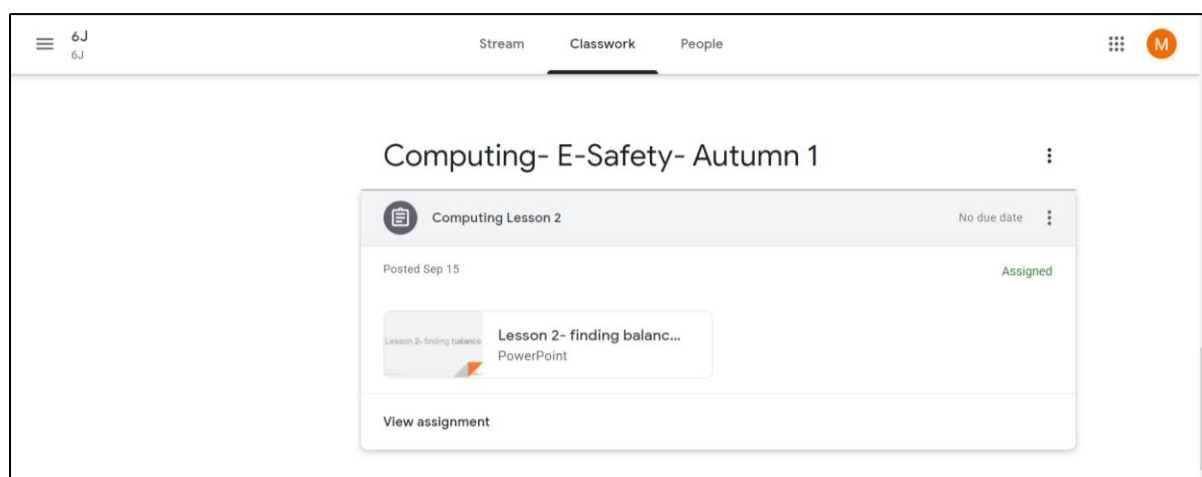 6J
6J
Stream Classwork People
M
Computing- E-Safety- Autumn 1
Computing Lesson 2
No due date
Posted Sep 15
Assigned
Lesson 2- finding balance
Lesson 2- finding balanc...
PowerPoint
View assignment